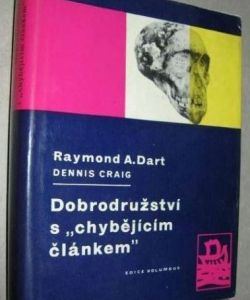 Raymond A.Dart
DENNIS CRAIG
Dobrodružství
s „chybějícím
článkem"
EDICE KOLUMBUS